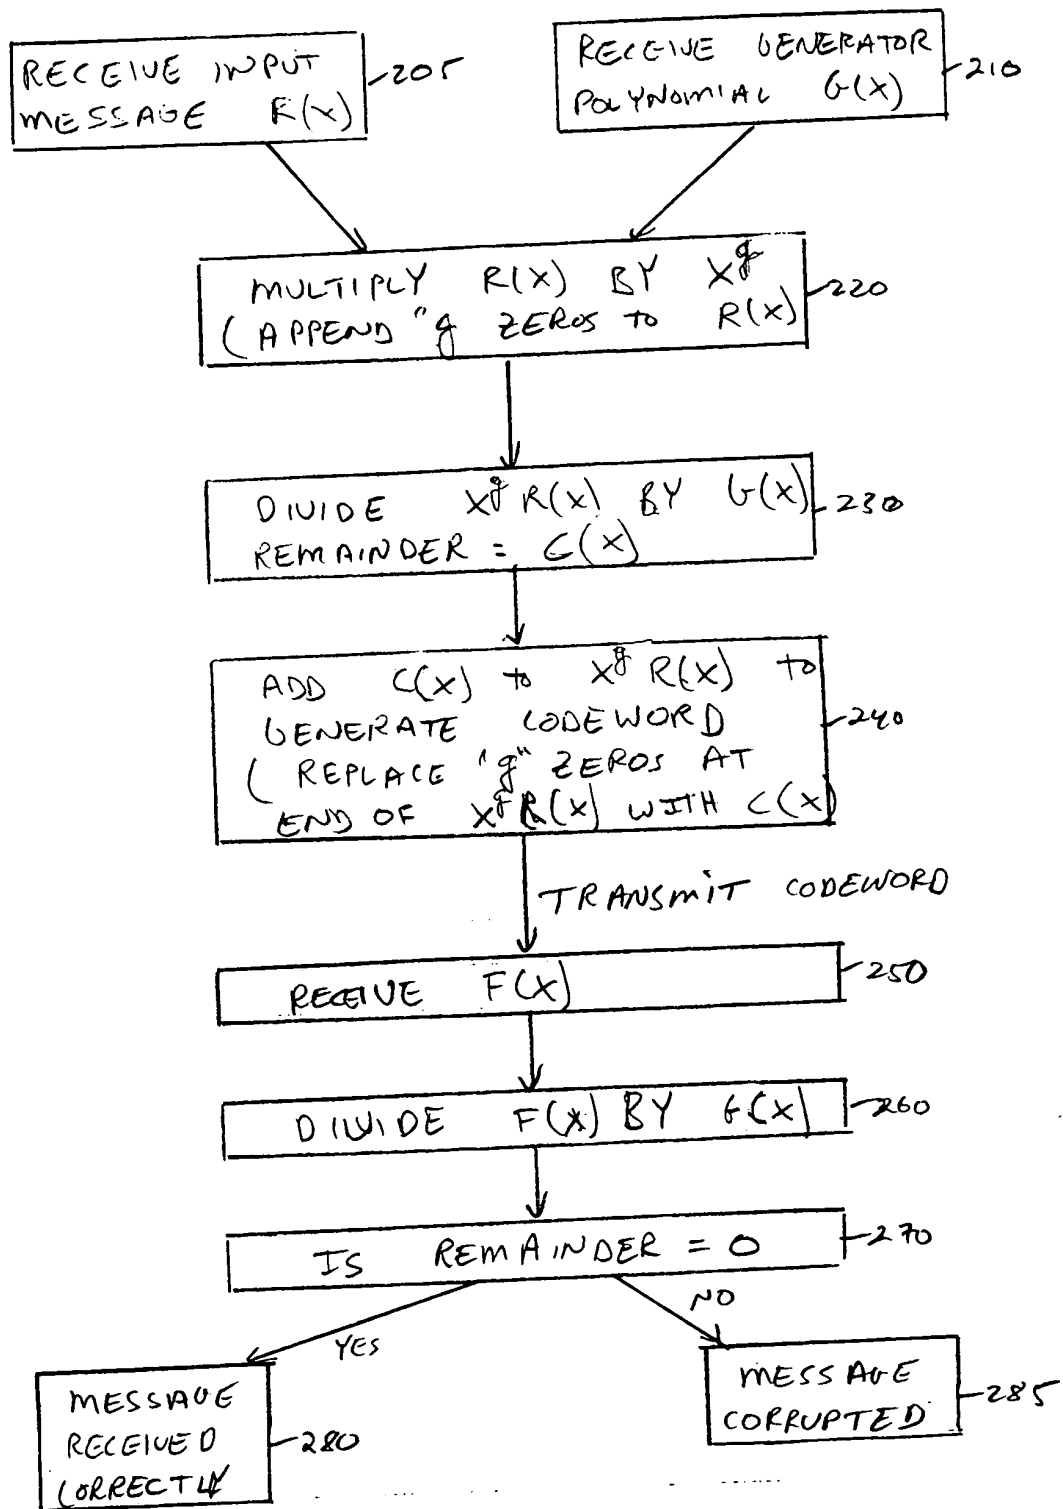 RECEIVE INPUT
MESSAGE R(X)
205
RECEIVE GENERATOR
POLYNOMIAL G(X)
210
MULTIPLY R(X) BY X^g
(APPEND "g ZEROS to R(X)
220
DIVIDE X^g R(X) BY G(X)
REMAINDER = C(X)
230
ADD C(X) to X^g R(X) to
GENERATE CODEWORD
( REPLACE "g" ZEROS AT
END OF X^g R(X) WITH C(X)
240
TRANSMIT CODEWORD
RECEIVE F(X)
250
DIVIDE F(X) BY G(X)
260
IS REMAINDER = 0
270
YES
NO
MESSAGE
RECEIVED
CORRECTLY
280
MESSAGE
CORRUPTED
285